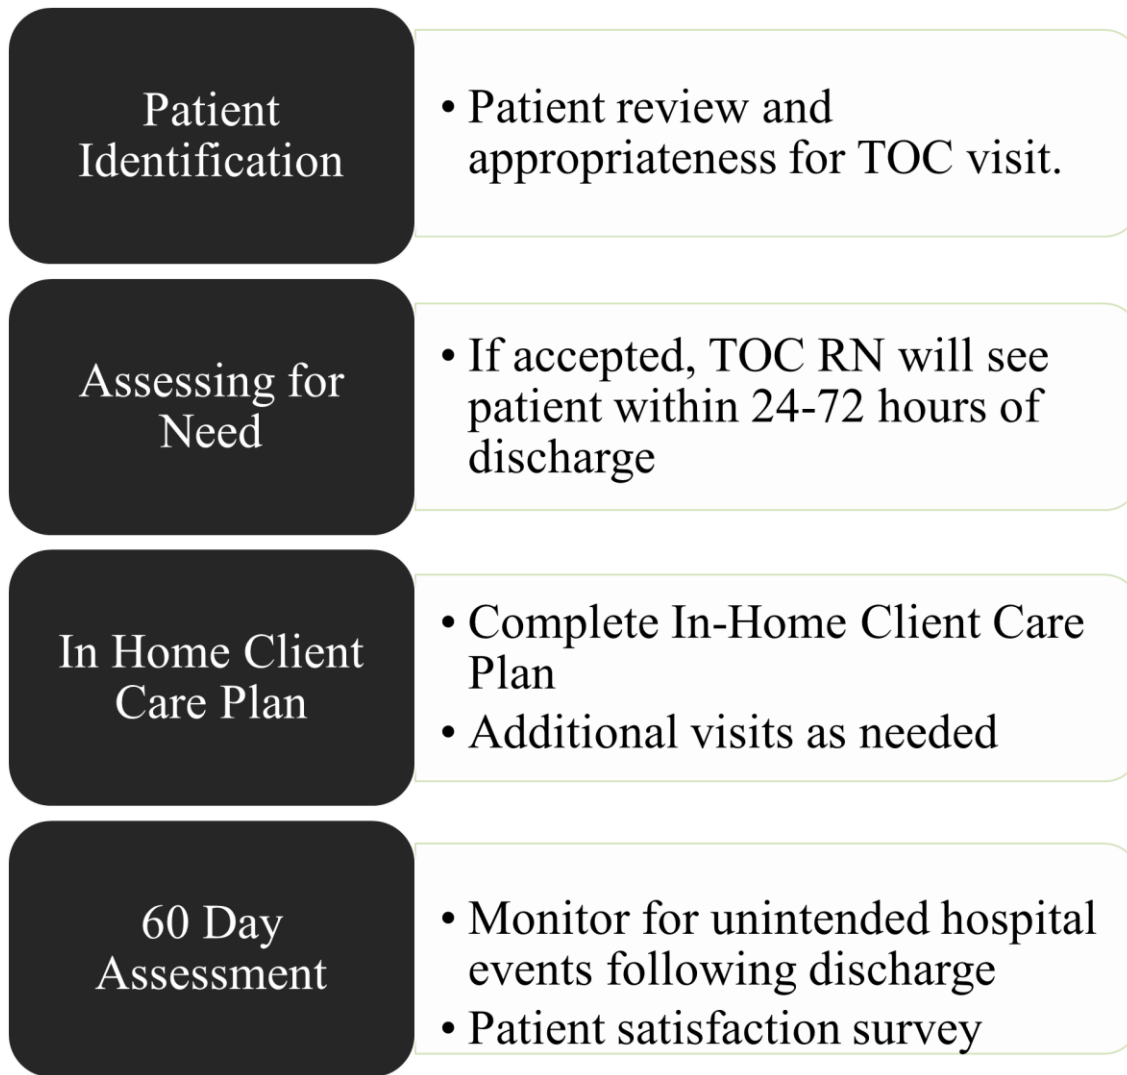 Patient
Identification
• Patient review and
appropriateness for TOC visit.
Assessing for
Need
• If accepted, TOC RN will see
patient within 24-72 hours of
discharge
In Home Client
Care Plan
• Complete In-Home Client Care
Plan
• Additional visits as needed
60 Day
Assessment
• Monitor for unintended hospital
events following discharge
• Patient satisfaction survey